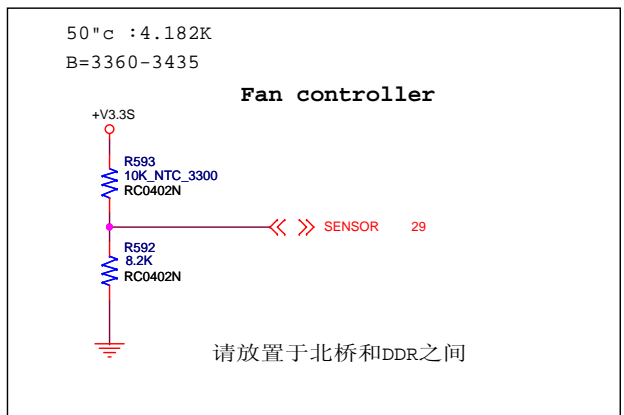 50"c :4.182K
B=3360-3435
Fan controller
+V3.3S
R593
10K_NTC_3300
RC0402N
SENSOR 29
R592
8.2K
RC0402N
请放置于北桥和DDR之间